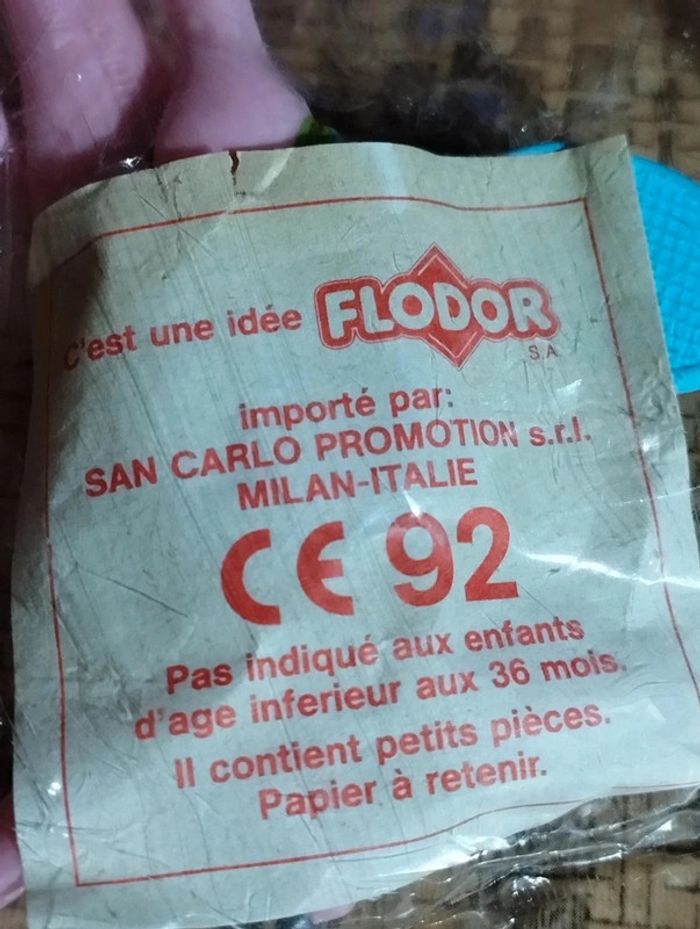 C'est une idée FLODOR
S.A
importé par:
SAN CARLO PROMOTION s.r.l.
MILAN-ITALIE
CE 92
Pas indiqué aux enfants
d'age inferieur aux 36 mois.
Il contient petits pièces.
Papier à retenir.